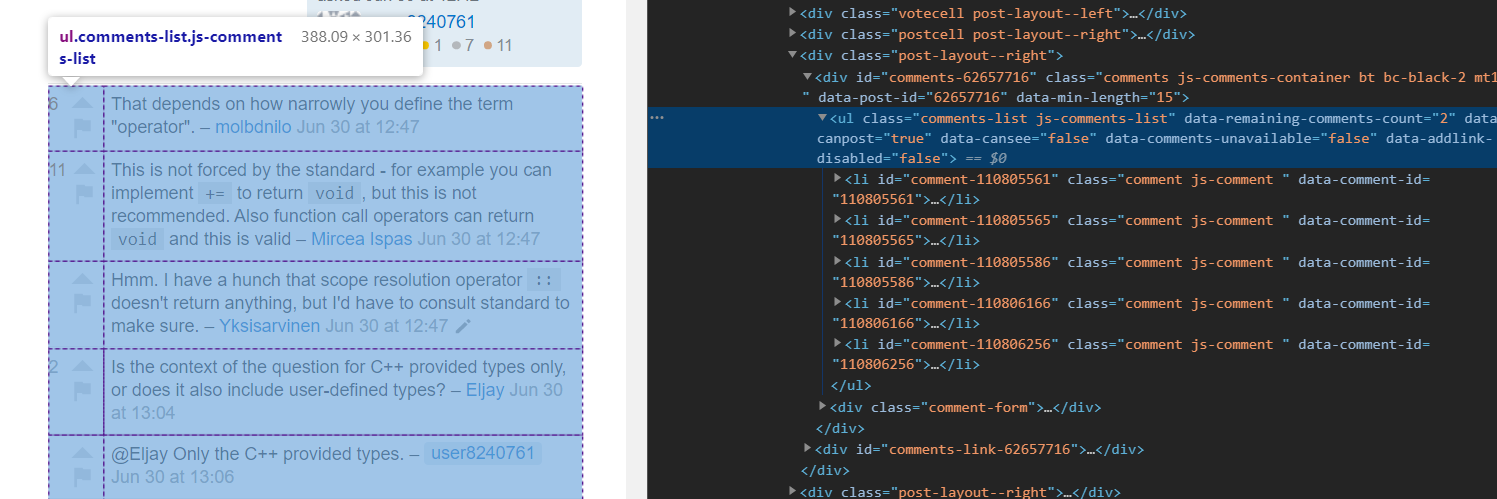 8240761
1 7 11
ul.comments-list.js-comment 388.09 × 301.36
s-list
6 That depends on how narrowly you define the term
"operator". – molbdnilo Jun 30 at 12:47
11 This is not forced by the standard - for example you can
implement += to return void , but this is not
recommended. Also function call operators can return
void and this is valid – Mircea Ispas Jun 30 at 12:47
Hmm. I have a hunch that scope resolution operator ::
doesn't return anything, but I'd have to consult standard to
make sure. – Yksisarvinen Jun 30 at 12:47
2 Is the context of the question for C++ provided types only,
or does it also include user-defined types? – Eljay Jun 30
at 13:04
@Eljay Only the C++ provided types. – user8240761
Jun 30 at 13:06
<div class="votecell post-layout--left">…</div>
<div class="postcell post-layout--right">…</div>
<div class="post-layout--right">
<div id="comments-62657716" class="comments js-comments-container bt bc-black-2 mt1
" data-post-id="62657716" data-min-length="15">
<ul class="comments-list js-comments-list" data-remaining-comments-count="2" data
canpost="true" data-cansee="false" data-comments-unavailable="false" data-addlink-
disabled="false"> == $0
<li id="comment-110805561" class="comment js-comment " data-comment-id=
"110805561">…</li>
<li id="comment-110805565" class="comment js-comment " data-comment-id=
"110805565">…</li>
<li id="comment-110805586" class="comment js-comment " data-comment-id=
"110805586">…</li>
<li id="comment-110806166" class="comment js-comment " data-comment-id=
"110806166">…</li>
<li id="comment-110806256" class="comment js-comment " data-comment-id=
"110806256">…</li>
</ul>
<div class="comment-form">…</div>
</div>
<div id="comments-link-62657716">…</div>
</div>
<div class="post-layout--right">…</div>